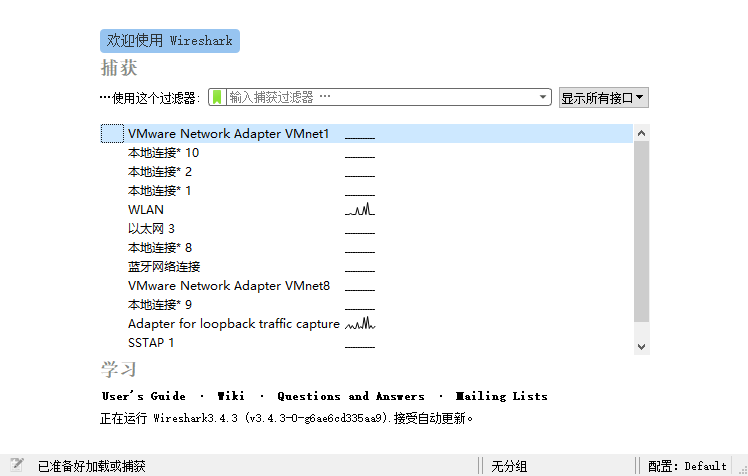 欢迎使用 Wireshark
捕获
…使用这个过滤器: 输入捕获过滤器 … 显示所有接口
VMware Network Adapter VMnet1
本地连接* 10
本地连接* 2
本地连接* 1
WLAN
以太网 3
本地连接* 8
蓝牙网络连接
VMware Network Adapter VMnet8
本地连接* 9
Adapter for loopback traffic capture
SSTAP 1
学习
User's Guide · Wiki · Questions and Answers · Mailing Lists
正在运行 Wireshark3.4.3 (v3.4.3-0-g6ae6cd335aa9).接受自动更新。
已准备好加载或捕获 无分组 配置: Default